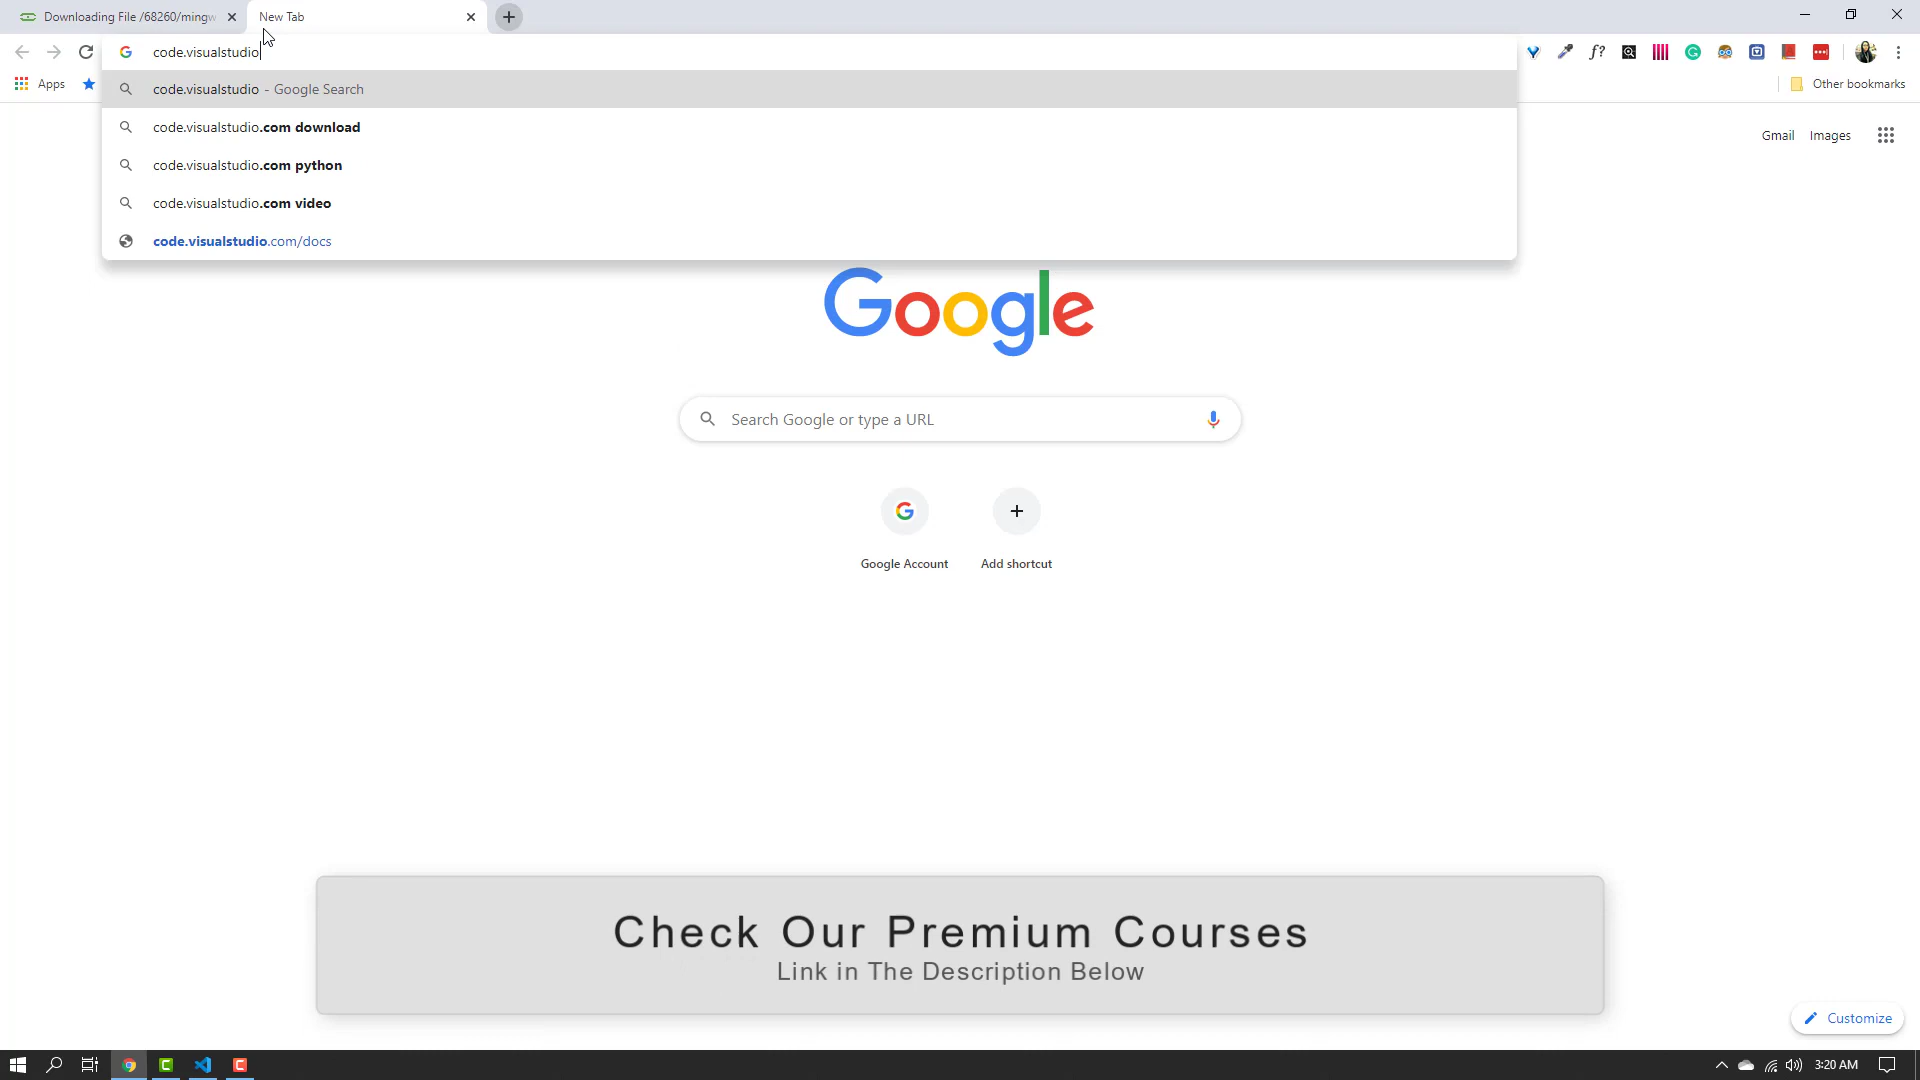 Downloading File /68260/mingw
New Tab
code.visualstudio
Apps
Other bookmarks
code.visualstudio - Google Search
code.visualstudio.com download
code.visualstudio.com python
code.visualstudio.com video
code.visualstudio.com/docs
Gmail Images
Google
Search Google or type a URL
Google Account
Add shortcut
Check Our Premium Courses
Link in The Description Below
Customize
3:20 AM